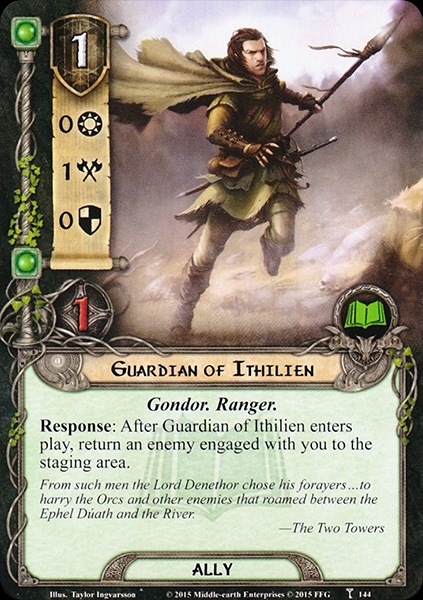 1
0
1
0
1
Guardian of Ithilien
Gondor. Ranger.
Response: After Guardian of Ithilien enters
play, return an enemy engaged with you to the
staging area.
From such men the Lord Denethor chose his forayers…to
harry the Orcs and other enemies that roamed between the
Ephel Dúath and the River.
—The Two Towers
ALLY
Illus. Taylor Ingvarsson © 2015 Middle-earth Enterprises © 2015 FFG 144